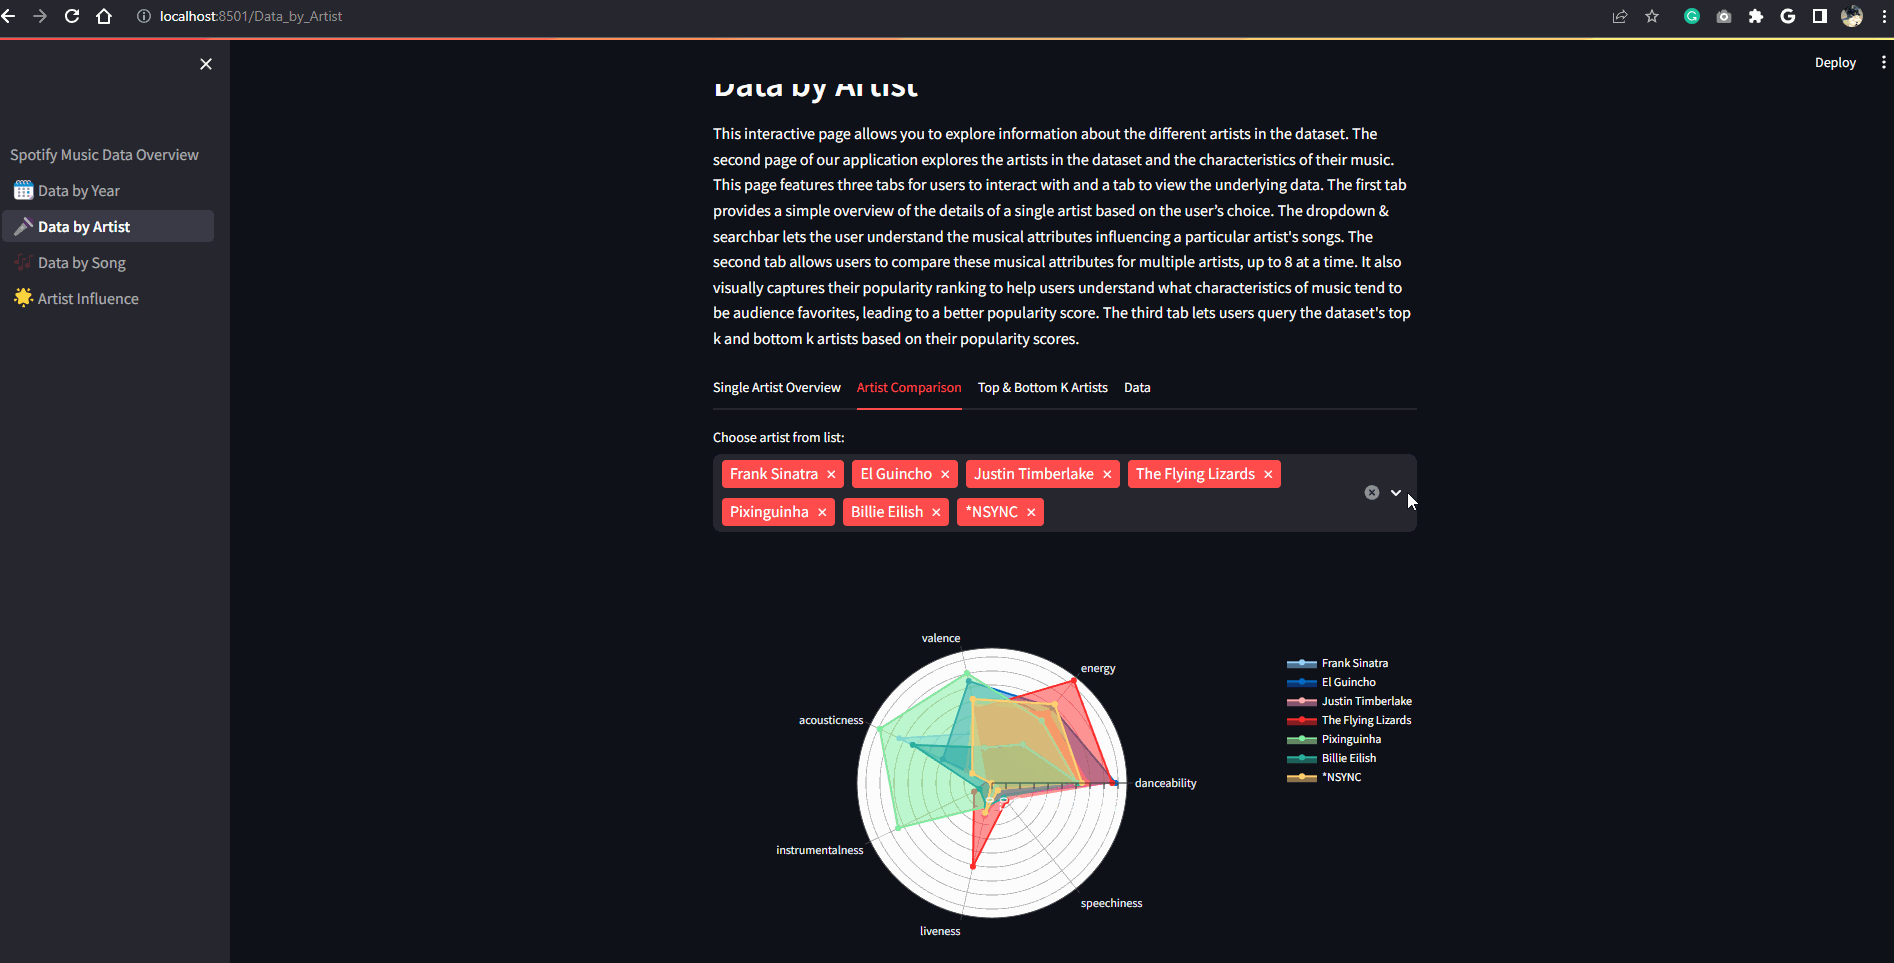 localhost:8501/Data_by_Artist
Deploy
Spotify Music Data Overview
Data by Year
Data by Artist
Data by Song
Artist Influence
Data by Artist
This interactive page allows you to explore information about the different artists in the dataset. The
second page of our application explores the artists in the dataset and the characteristics of their music.
This page features three tabs for users to interact with and a tab to view the underlying data. The first tab
provides a simple overview of the details of a single artist based on the user’s choice. The dropdown &
searchbar lets the user understand the musical attributes influencing a particular artist's songs. The
second tab allows users to compare these musical attributes for multiple artists, up to 8 at a time. It also
visually captures their popularity ranking to help users understand what characteristics of music tend to
be audience favorites, leading to a better popularity score. The third tab lets users query the dataset's top
k and bottom k artists based on their popularity scores.
Single Artist Overview Artist Comparison Top & Bottom K Artists Data
Choose artist from list:
Frank Sinatra × El Guincho × Justin Timberlake × The Flying Lizards ×
Pixinguinha × Billie Eilish × *NSYNC ×
valence
energy
acousticness
danceability
instrumentalness
speechiness
liveness
Frank Sinatra
El Guincho
Justin Timberlake
The Flying Lizards
Pixinguinha
Billie Eilish
*NSYNC